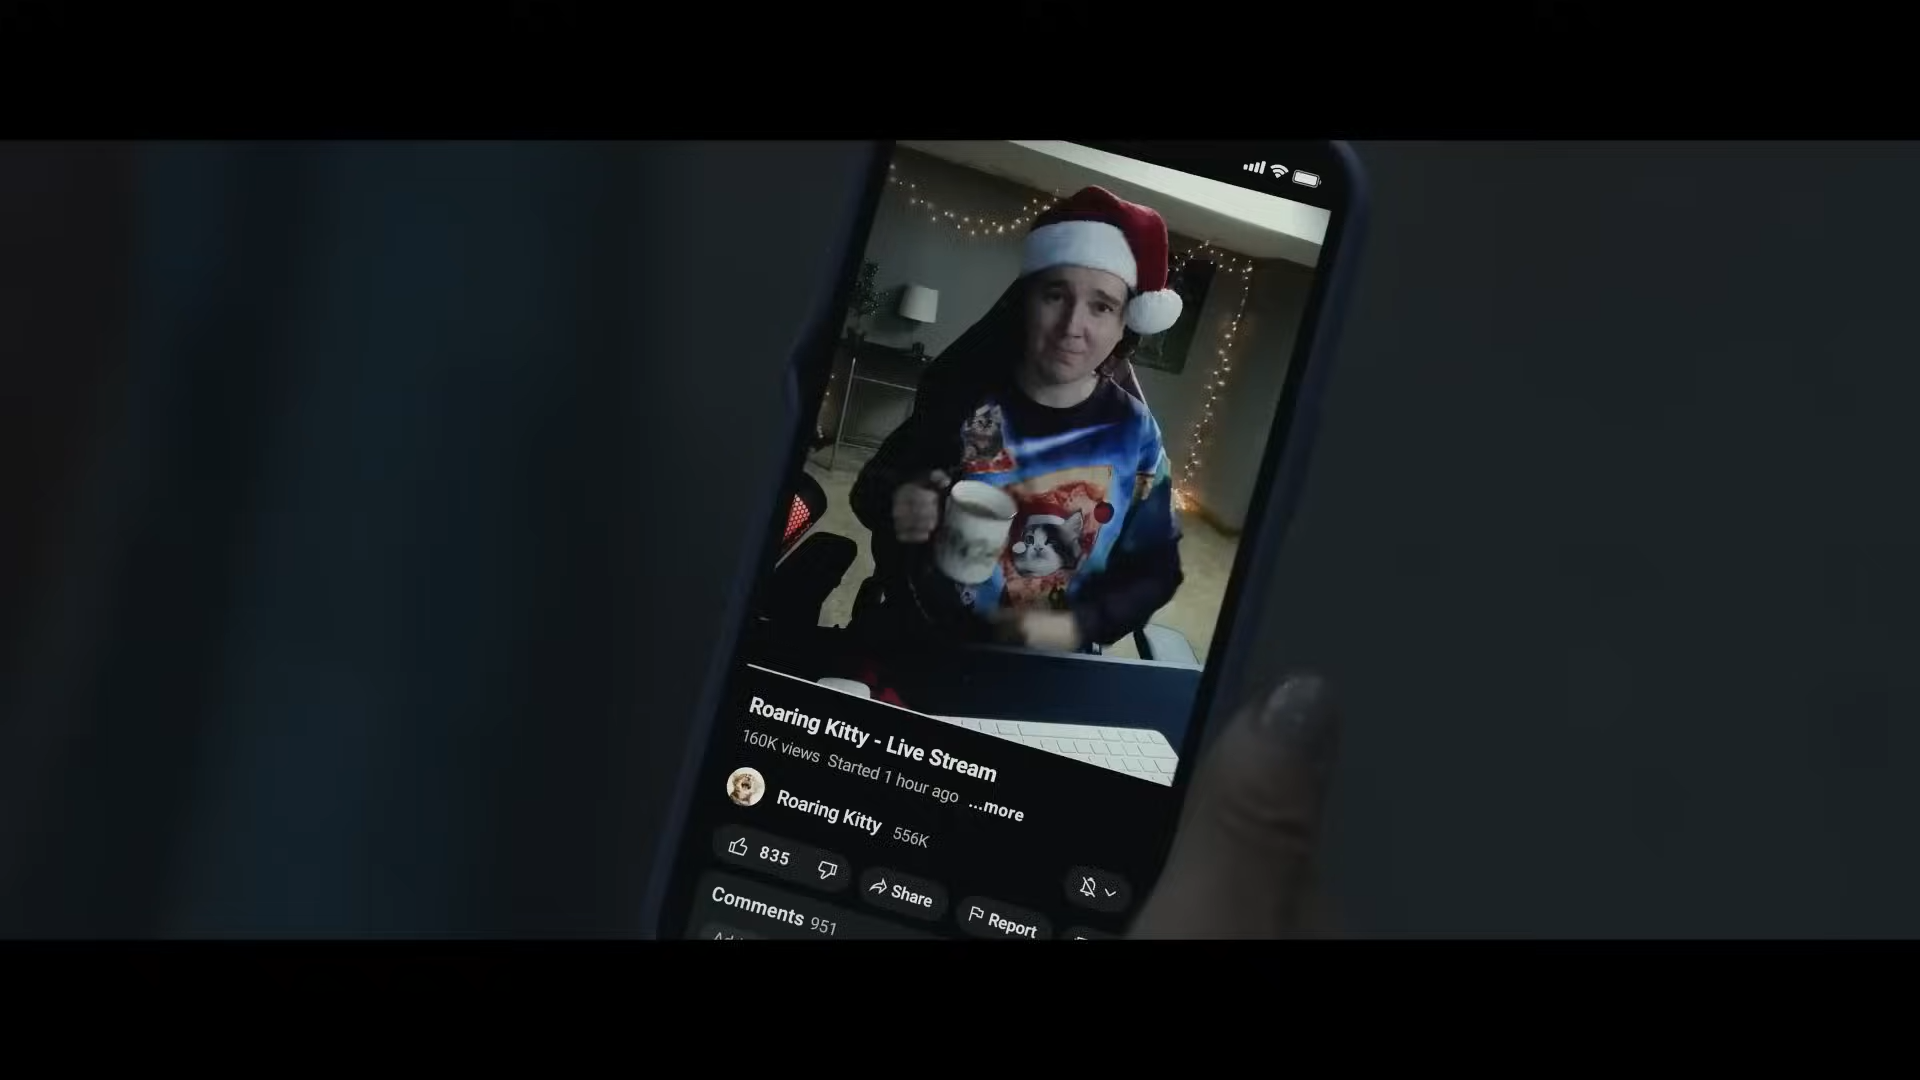 Roaring Kitty - Live Stream
160K views Started 1 hour ago ...more
Roaring Kitty 556K
835
Share
Report
Comments 951